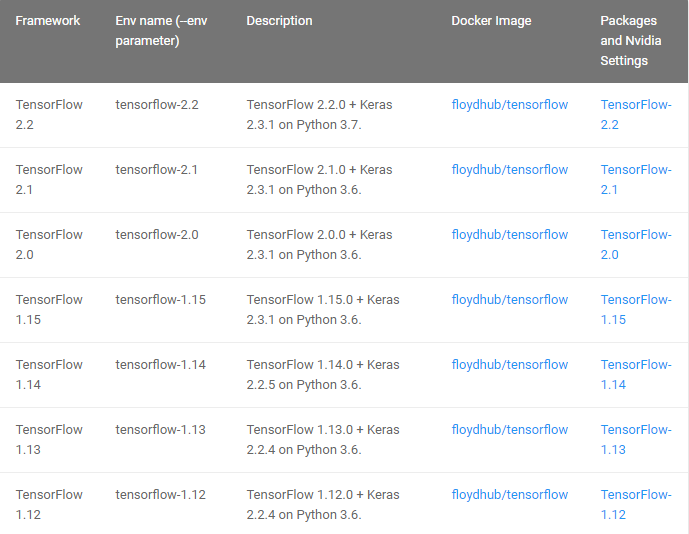 Framework Env name (--env Description Docker Image Packages
parameter) and Nvidia
Settings
TensorFlow tensorflow-2.2 TensorFlow 2.2.0 + Keras floydhub/tensorflow TensorFlow-
2.2 2.3.1 on Python 3.7. 2.2
TensorFlow tensorflow-2.1 TensorFlow 2.1.0 + Keras floydhub/tensorflow TensorFlow-
2.1 2.3.1 on Python 3.6. 2.1
TensorFlow tensorflow-2.0 TensorFlow 2.0.0 + Keras floydhub/tensorflow TensorFlow-
2.0 2.3.1 on Python 3.6. 2.0
TensorFlow tensorflow-1.15 TensorFlow 1.15.0 + Keras floydhub/tensorflow TensorFlow-
1.15 2.3.1 on Python 3.6. 1.15
TensorFlow tensorflow-1.14 TensorFlow 1.14.0 + Keras floydhub/tensorflow TensorFlow-
1.14 2.2.5 on Python 3.6. 1.14
TensorFlow tensorflow-1.13 TensorFlow 1.13.0 + Keras floydhub/tensorflow TensorFlow-
1.13 2.2.4 on Python 3.6. 1.13
TensorFlow tensorflow-1.12 TensorFlow 1.12.0 + Keras floydhub/tensorflow TensorFlow-
1.12 2.2.4 on Python 3.6. 1.12